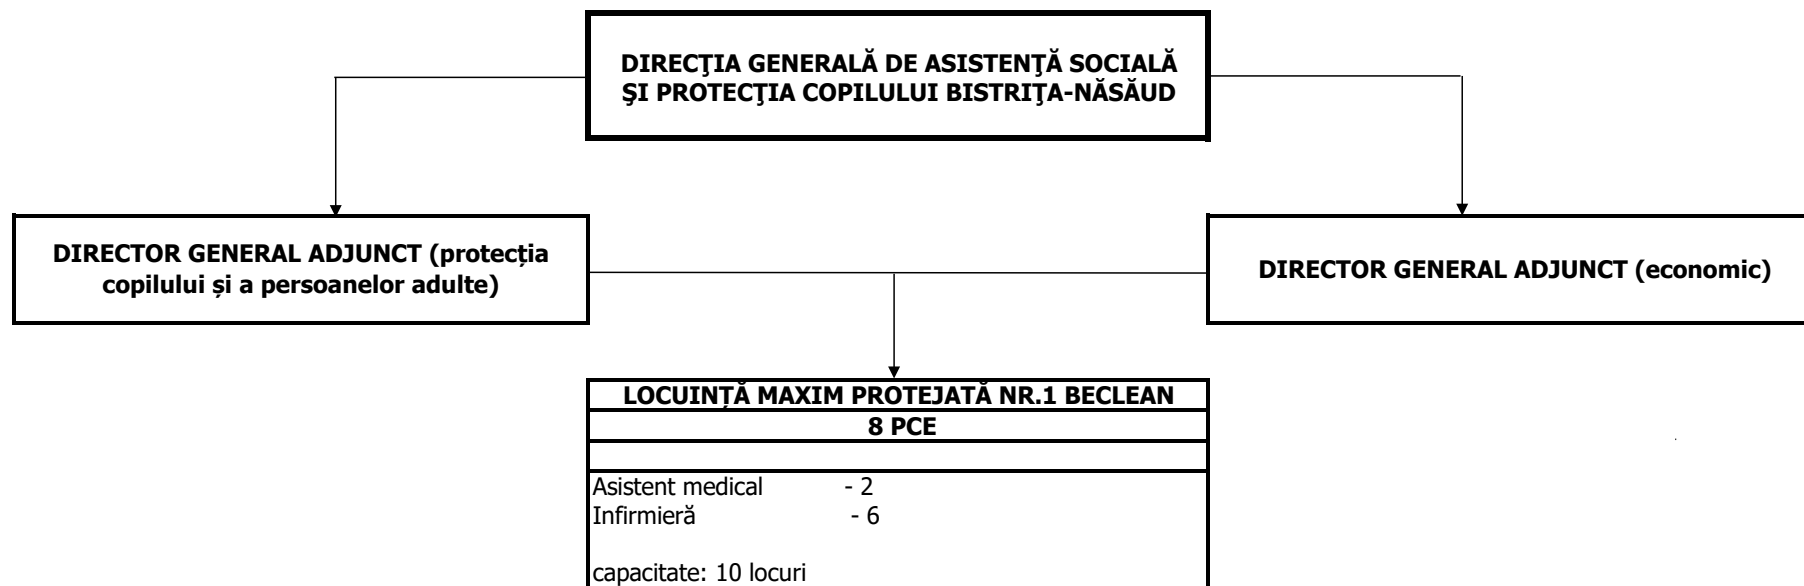 DIRECŢIA GENERALĂ DE ASISTENŢĂ SOCIALĂ
ŞI PROTECŢIA COPILULUI BISTRIŢA-NĂSĂUD
DIRECTOR GENERAL ADJUNCT (protecția
copilului și a persoanelor adulte)
DIRECTOR GENERAL ADJUNCT (economic)
LOCUINȚĂ MAXIM PROTEJATĂ NR.1 BECLEAN
8 PCE
Asistent medical - 2
Infirmieră - 6
capacitate: 10 locuri